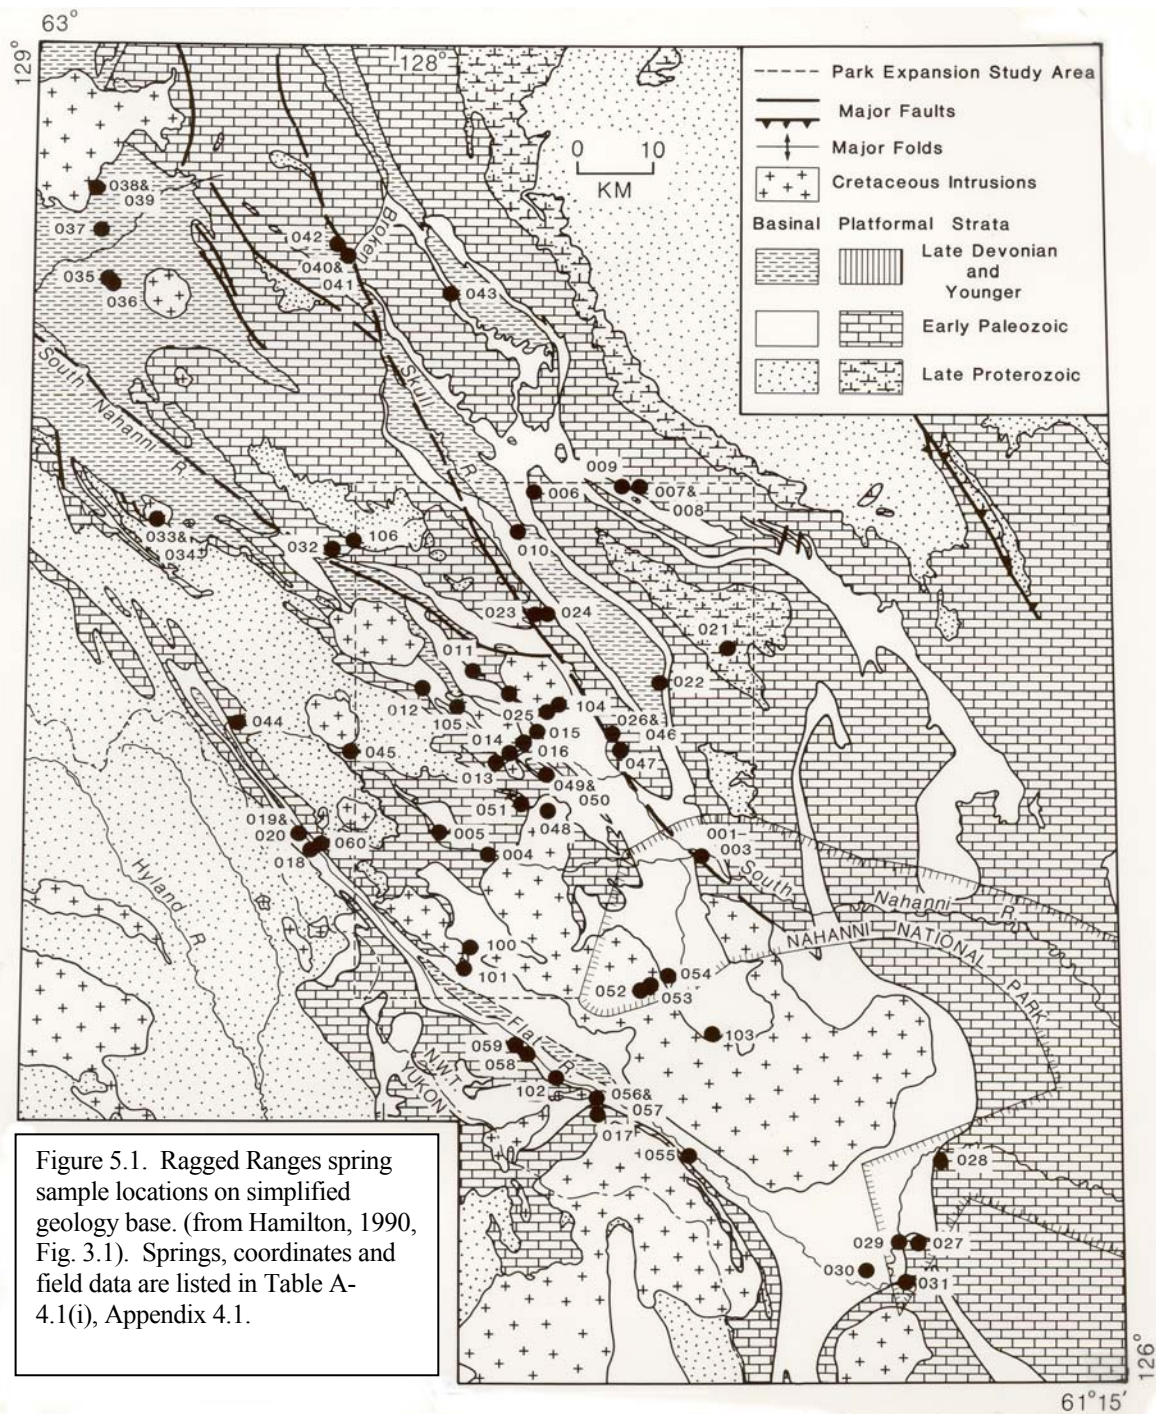 63°
129°
128°
0 10
KM
Park Expansion Study Area
Major Faults
Major Folds
Cretaceous Intrusions
Basinal Platformal Strata
Late Devonian
and
Younger
Early Paleozoic
Late Proterozoic
038&
039
037
035
036
042
Broken
040&
041
043
South Nahanni R.
Skull R.
009
006
007&
008
033&
034
032
106
010
023
024
011
021
022
012
105
025
104
044
045
014
015
016
013
026&
046
047
049&
050
051
048
019&
020
018
060
005
004
001-
003
Hyland R.
South Nahanni R.
NAHANNI NATIONAL PARK
100
101
052
054
053
103
Flat R.
059
058
102
N.W.T.
YUKON
056&
057
017
055
028
029
027
030
031
126°
61°15'
Figure 5.1. Ragged Ranges spring
sample locations on simplified
geology base. (from Hamilton, 1990,
Fig. 3.1). Springs, coordinates and
field data are listed in Table A-
4.1(i), Appendix 4.1.